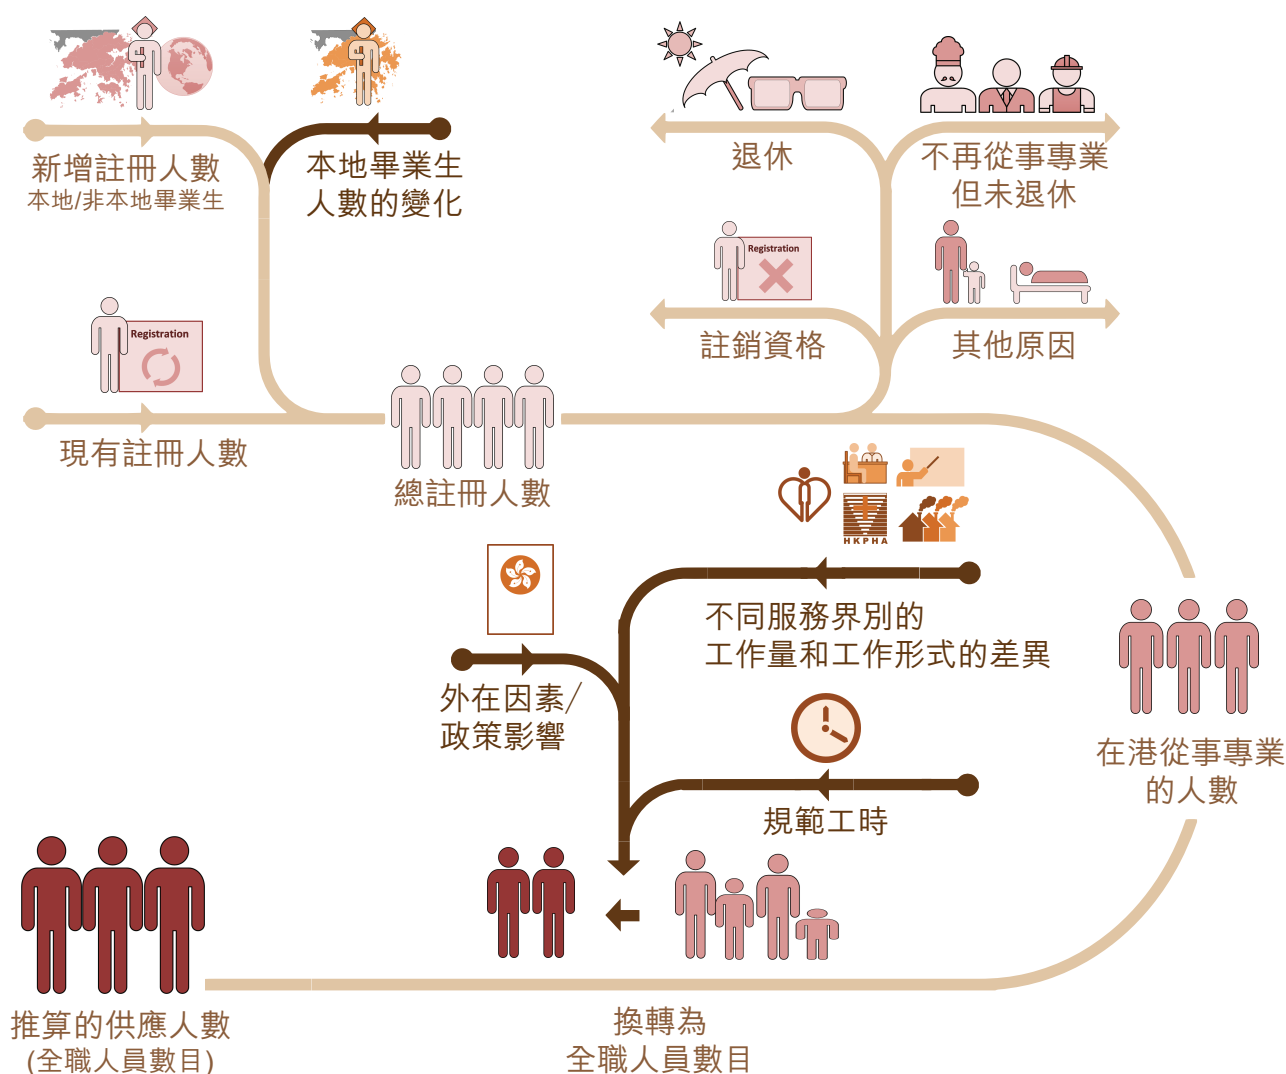 新增註冊人數
本地/非本地畢業生
本地畢業生
人數的變化
退休
不再從事專業
但未退休
Registration
註銷資格
其他原因
Registration
現有註冊人數
總註冊人數
HKPHA
不同服務界別的
工作量和工作形式的差異
外在因素/
政策影響
規範工時
在港從事專業
的人數
推算的供應人數
(全職人員數目)
換轉為
全職人員數目